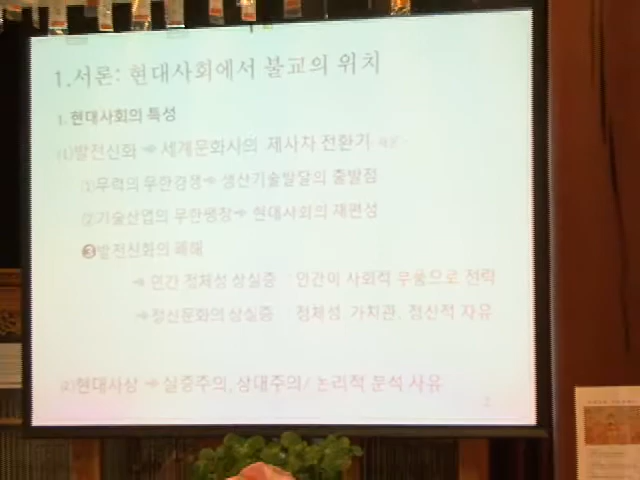 1.서론: 현대사회에서 불교의 위치
1. 현대사회의 특성
(1)발전신화 → 세계문화사의 제사차 전환기
(1)무력의 무한경쟁→ 생산기술발달의 출발점
(2)기술산업의 무한팽창→ 현대사회의 재편성
❸발전신화의 폐해
→ 인간 정체성 상실증 : 인간이 사회적 부품으로 전락
→정신문화의 상실증 : 정체성, 가치관, 정신적 자유
(2)현대사상 → 실증주의, 상대주의/ 논리적 분석 사유